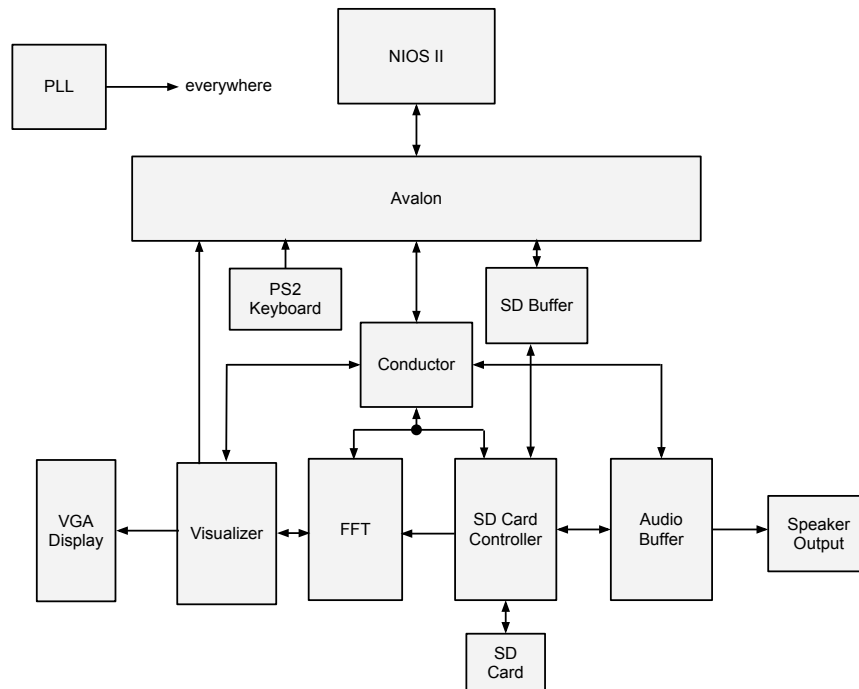 NIOS II
PLL
everywhere
Avalon
PS2
Keyboard
SD Buffer
Conductor
VGA
Display
Visualizer
FFT
SD Card
Controller
Audio
Buffer
Speaker
Output
SD
Card